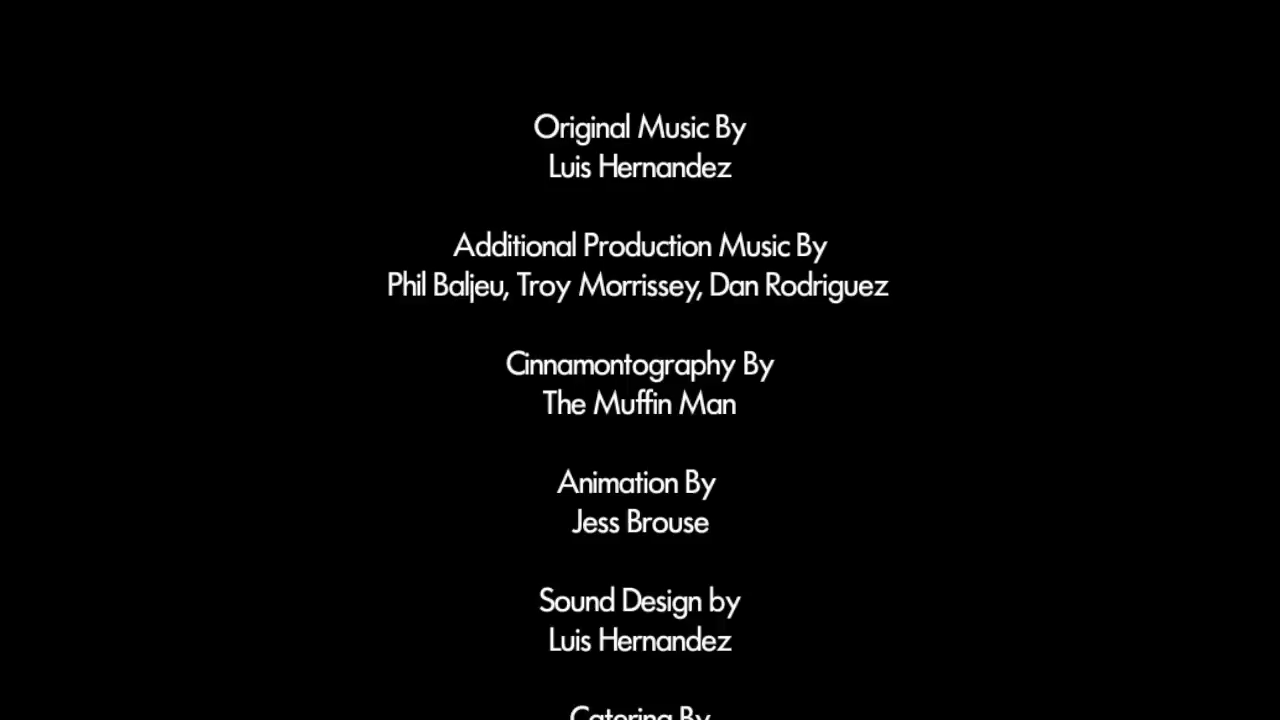 Original Music By
Luis Hernandez
Additional Production Music By
Phil Baljeu, Troy Morrissey, Dan Rodriguez
Cinnamontography By
The Muffin Man
Animation By
Jess Brouse
Sound Design by
Luis Hernandez
Catering By